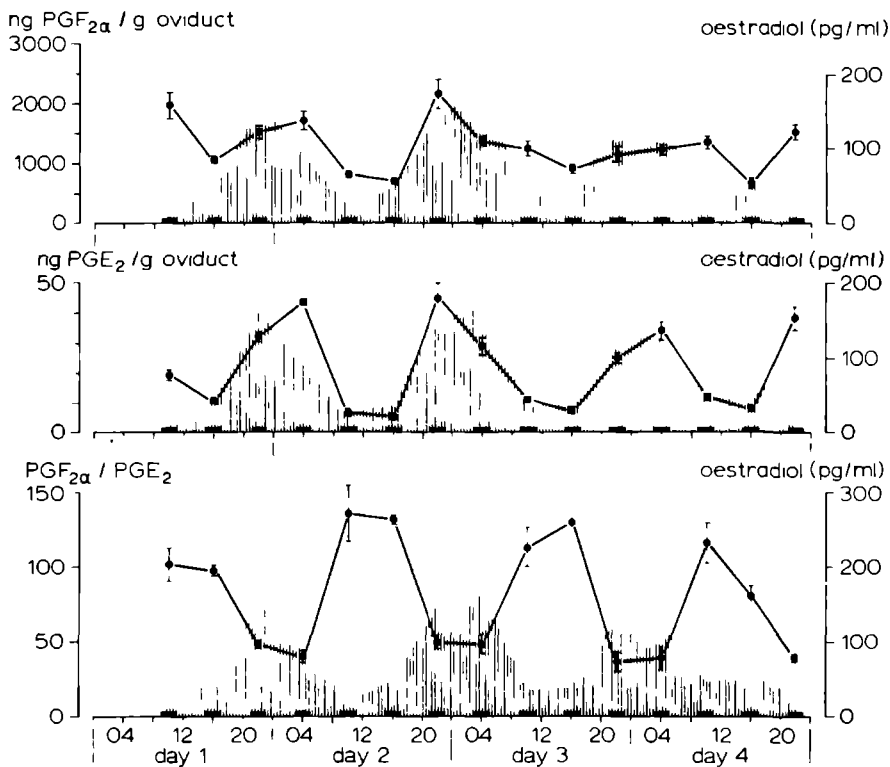 ng PGF2α / g oviduct oestradiol (pg/ml)
3000
200
2000
100
1000
0 0
ng PGE2 /g oviduct oestradiol (pg/ml)
50 200
100
0 0
PGF2α / PGE2 oestradiol (pg/ml)
150 300
100 200
50 100
0 0
04 12 20 04 12 20 04 12 20 04 12 20
day 1 day 2 day 3 day 4